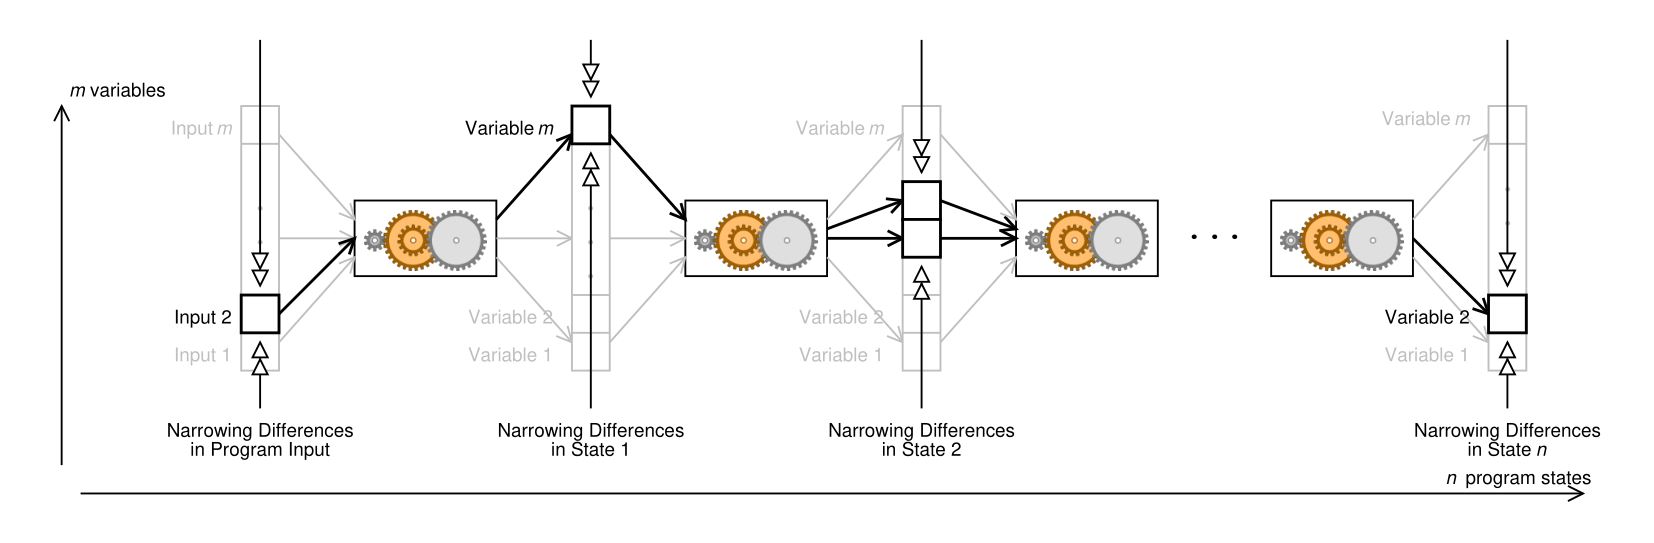 m variables
Input m
Input 2
Input 1
Narrowing Differences
in Program Input
Variable m
Variable 2
Variable 1
Narrowing Differences
in State 1
Variable m
Variable 2
Variable 1
Narrowing Differences
in State 2
. . .
Variable m
Variable 2
Variable 1
Narrowing Differences
in State n
n program states